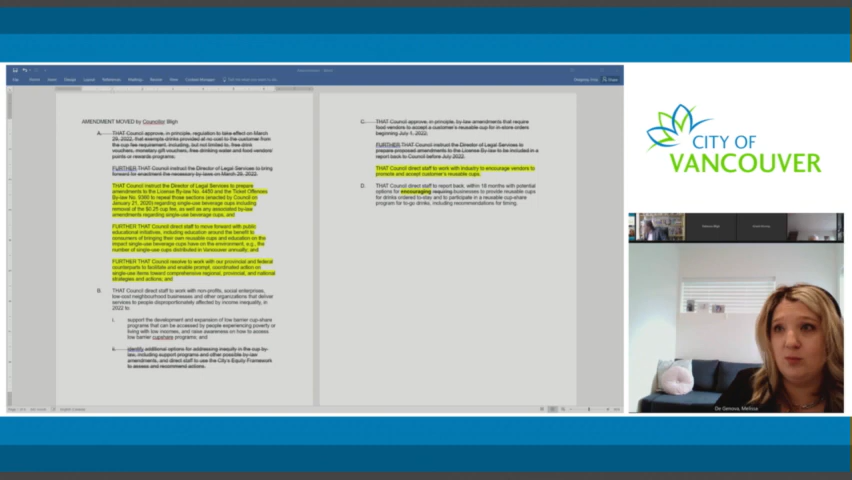 AMENDMENT MOVED by Councillor Bligh
A. THAT Council approve, in principle, regulation to take effect on March
29, 2022, that exempts drinks provided at no cost to the customer from
the cup fee requirement, including, but not limited to, free drink
vouchers, monetary gift vouchers, free drinking water and food vendors'
points or rewards programs.
FURTHER THAT Council instruct the Director of Legal Services to bring
forward for enactment the necessary by-laws on March 29, 2022.
THAT Council instruct the Director of Legal Services to prepare
amendments to the Licence By-law No. 4450 and the Ticket Offences
By-law No. 9360 to repeal those sections (enacted by Council on
January 21, 2020) regarding single-use beverage cups including
removal of the $0.25 cup fee, as well as any associated by-law
amendments regarding single-use beverage cups, and
FURTHER THAT Council direct staff to move forward with public
educational initiatives, including education around the benefit to
consumers of bringing their own reusable cups and education on the
impact single-use beverage cups have on the environment, e.g., the
number of single-use cups distributed in Vancouver annually; and
FURTHER THAT Council resolve to work with our provincial and federal
counterparts to facilitate and enable prompt, coordinated action on
single-use items toward comprehensive regional, provincial, and national
strategies and actions; and
B. THAT Council direct staff to work with non-profits, social enterprises,
low-cost neighbourhood businesses and other organizations that deliver
services to people disproportionately affected by income inequality, in
2022 to
i. support the development and expansion of low barrier cup-share
programs that can be accessed by people experiencing poverty or
living with low incomes, and raise awareness on how to access
low barrier cupshare programs; and
ii. identify additional options for addressing inequity in the cup by-
law, including support programs and other possible by-law
amendments, and direct staff to use the City's Equity Framework
to assess and recommend actions.
C. THAT Council approve, in principle, by-law amendments that require
food vendors to accept a customer's reusable cup for in-store orders
beginning July 1, 2022.
FURTHER THAT Council instruct the Director of Legal Services to
prepare proposed amendments to the Licence By-law to be included in a
report back to Council before July 2022.
THAT Council direct staff to work with industry to encourage vendors to
promote and accept customer's reusable cups.
D. THAT Council direct staff to report back, within 18 months with potential
options for encouraging requiring businesses to provide reusable cups
for drinks ordered to-stay and to participate in a reusable cup-share
program for to-go drinks, including recommendations for timing.
CITY OF
VANCOUVER
De Genova, Melissa